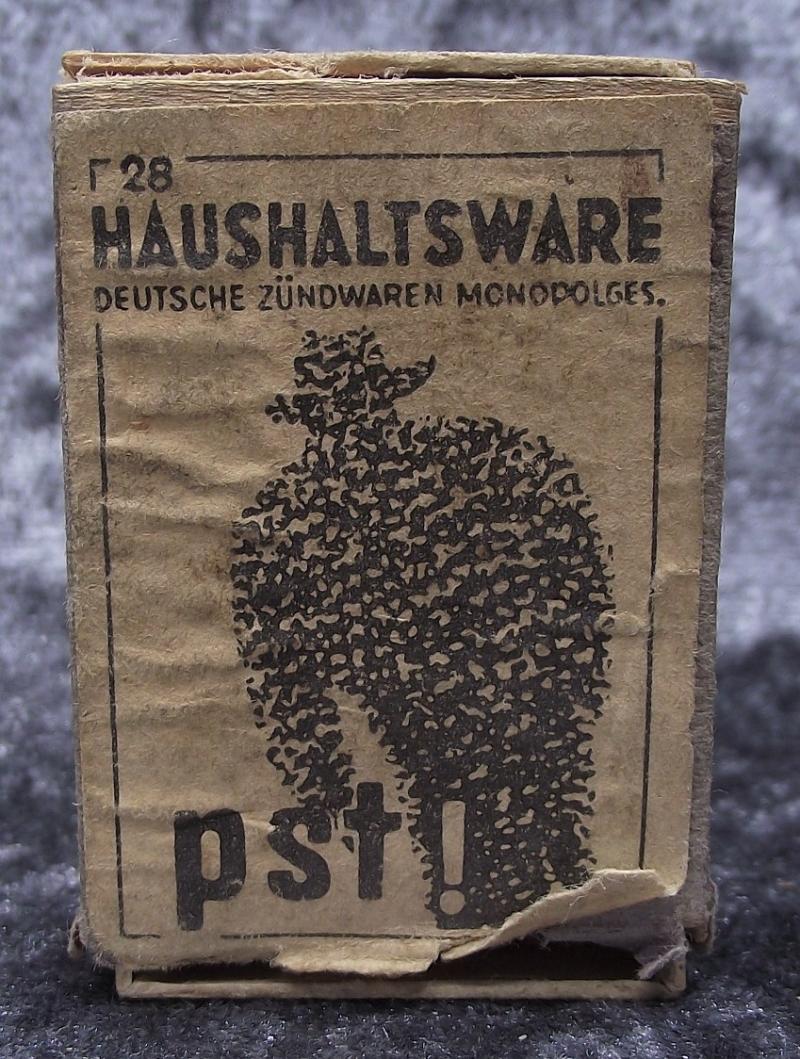 28
HAUSHALTSWARE
DEUTSCHE ZÜNDWAREN MONOPOLGES.
pst!